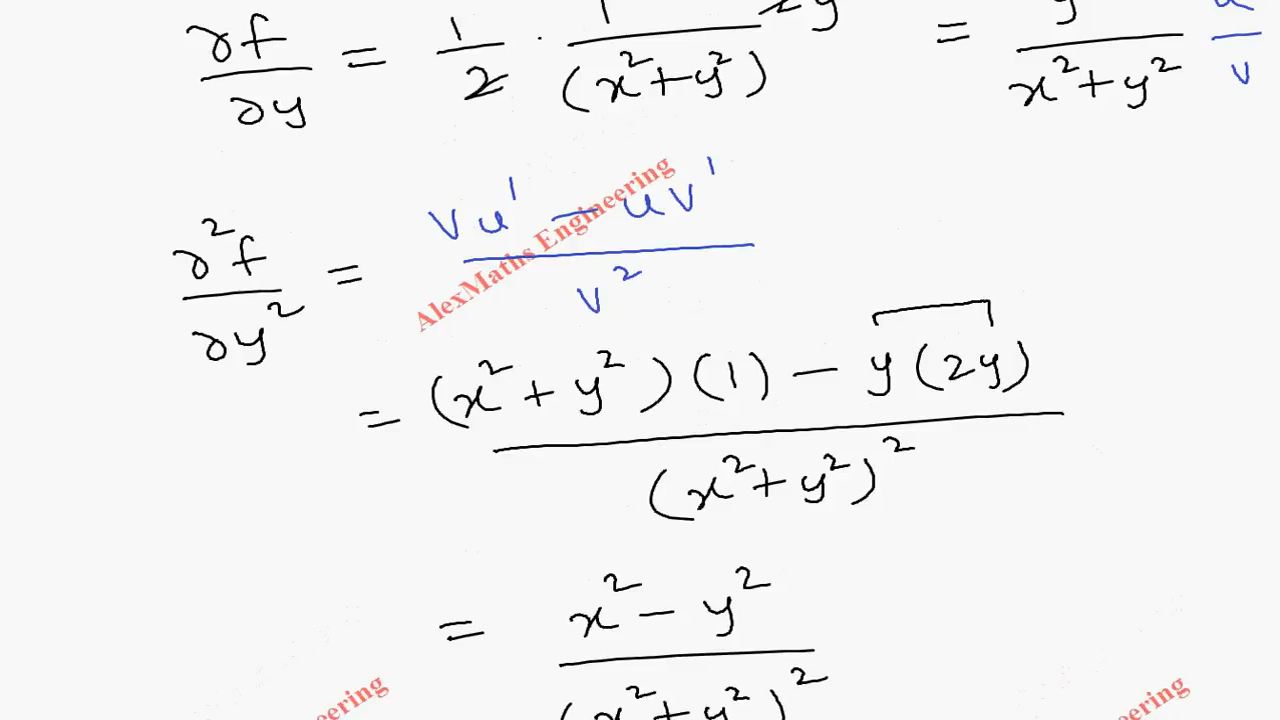 ∂f/∂y = 1/2 · 1/(x²+y²) 2y = y/(x²+y²) u/v
∂²f/∂y² = (vu' − uv')/v²
AlexMaths Engineering
= ((x²+y²)(1) − y(2y))/(x²+y²)²
= (x² − y²)/(x²+y²)²